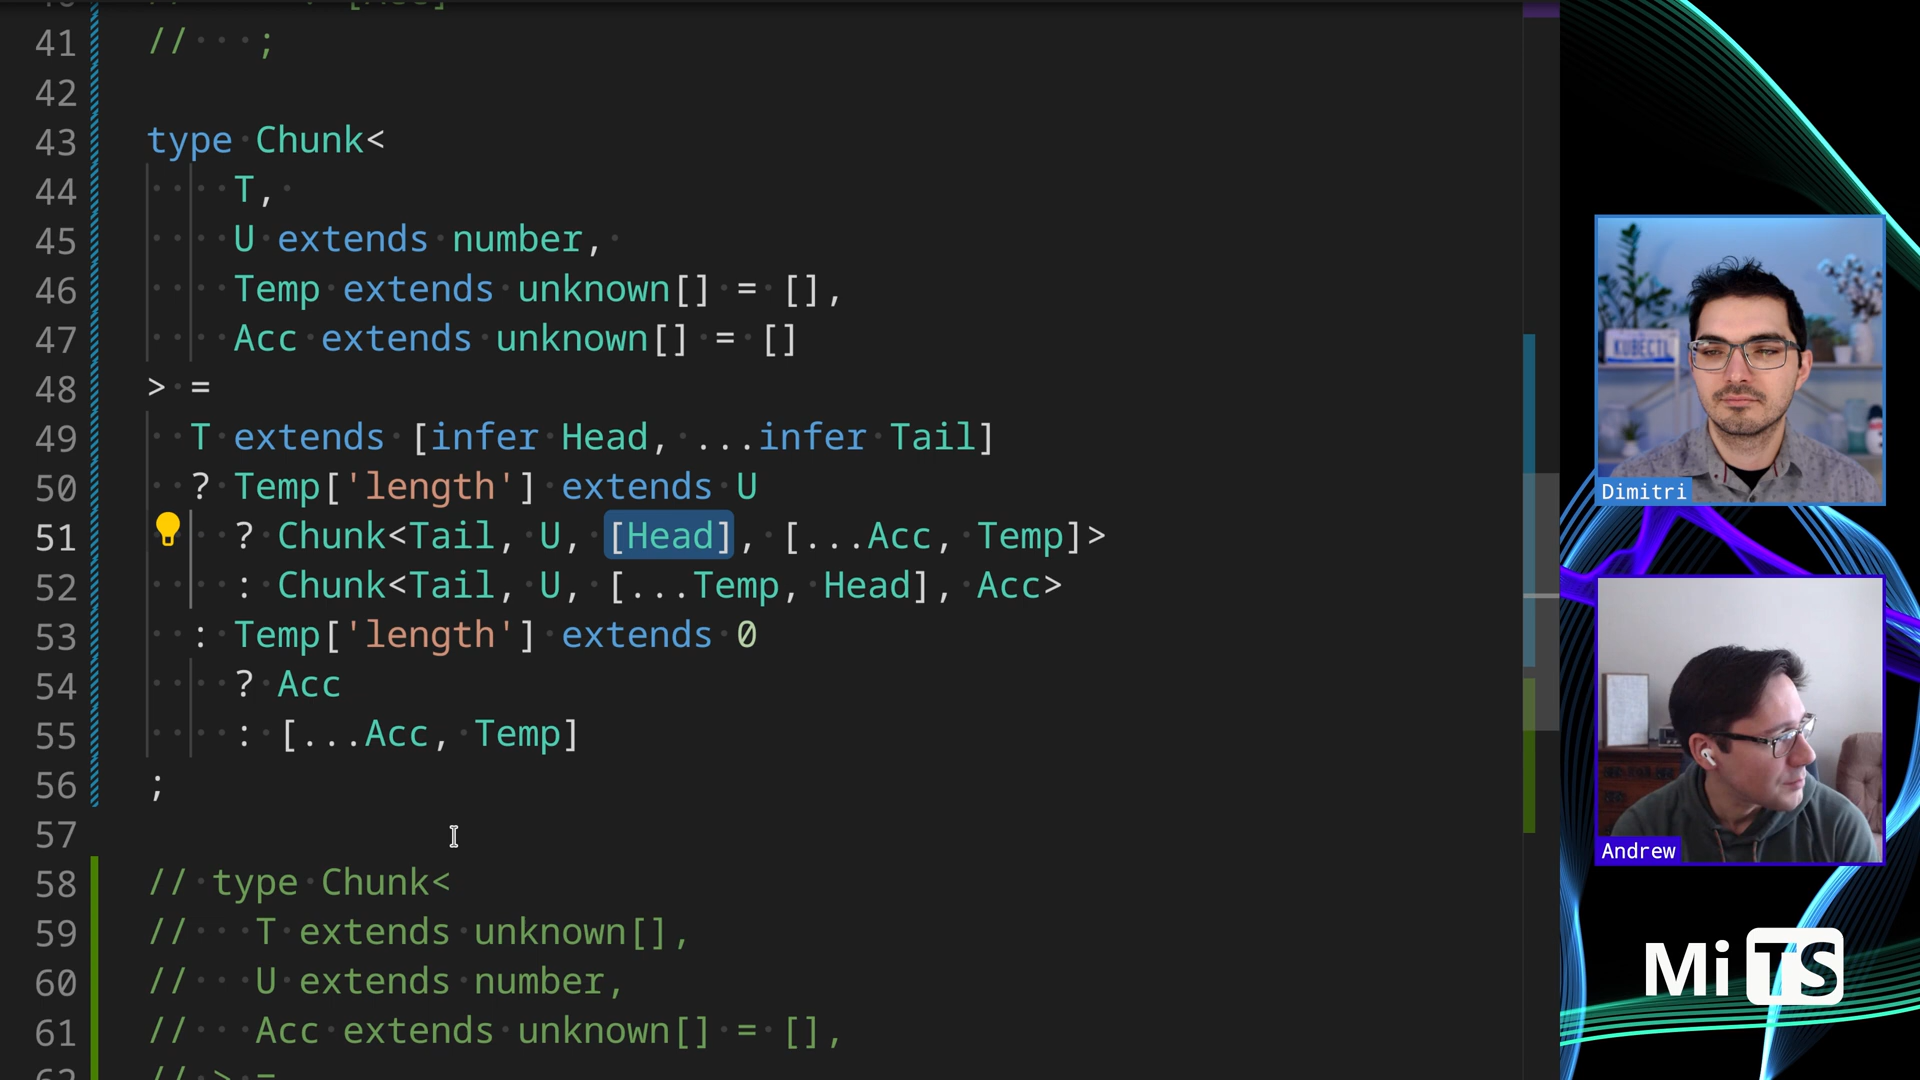 41 // ··· ;
42
43 type Chunk<
44 T,
45 U extends number,
46 Temp extends unknown[] = [],
47 Acc extends unknown[] = []
48 > =
49 T extends [infer Head, ...infer Tail]
50 ? Temp['length'] extends U
51 ? Chunk<Tail, U, [Head], [...Acc, Temp]>
52 : Chunk<Tail, U, [...Temp, Head], Acc>
53 : Temp['length'] extends 0
54 ? Acc
55 : [...Acc, Temp]
56 ;
57
58 // type Chunk<
59 // T extends unknown[],
60 // U extends number,
61 // Acc extends unknown[] = [],
62 // > =
KUBECTL
Dimitri
Andrew
MiTS